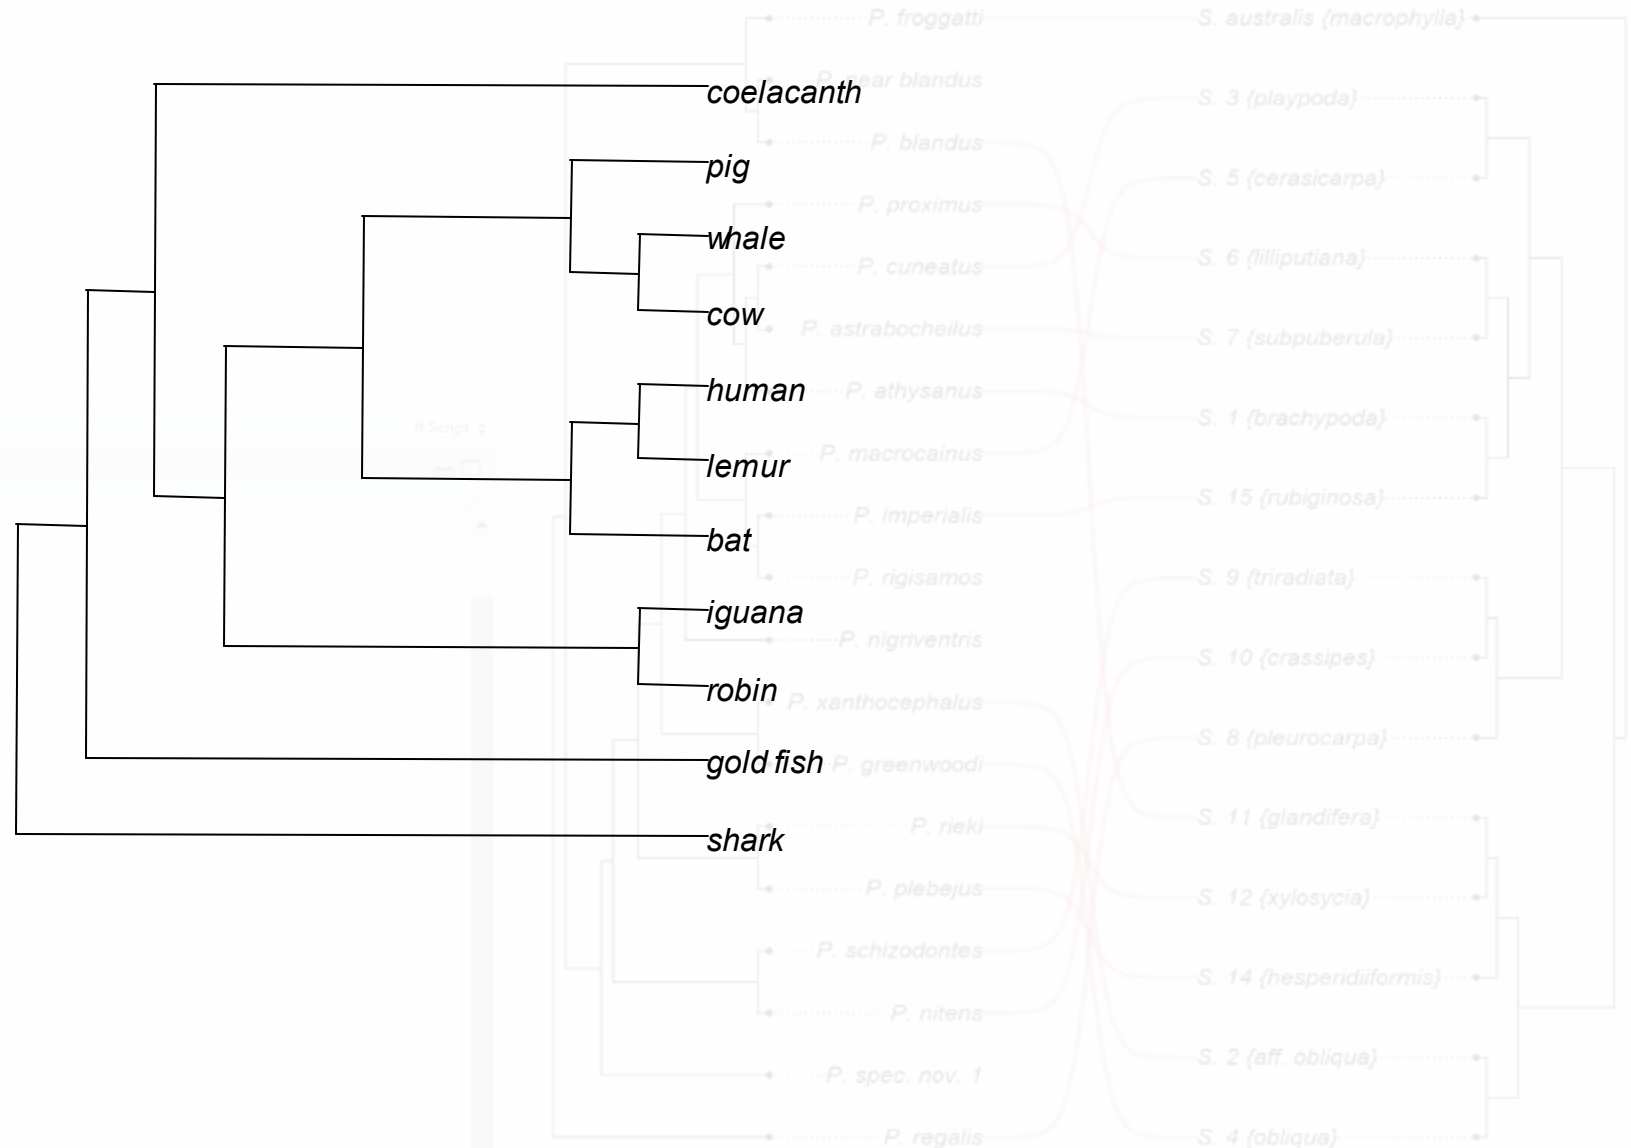 P. froggatti
S. australis {macrophylla}
P. near blandus
coelacanth
S. 3 {playpoda}
P. blandus
pig
S. 5 {cerasicarpa}
P. proximus
whale
S. 6 {lilliputiana}
P. cuneatus
cow
P. astrabocheilus
S. 7 {subpuberula}
human
P. athysanus
S. 1 {brachypoda}
R Script
P. macrocainus
lemur
S. 15 {rubiginosa}
P. imperialis
bat
P. rigisamos
S. 9 {triradiata}
iguana
P. nigriventris
S. 10 {crassipes}
robin
P. xanthocephalus
S. 8 {pleurocarpa}
gold fish
P. greenwoodi
S. 11 {glandifera}
P. rieki
shark
P. plebejus
S. 12 {xylosycia}
P. schizodontes
S. 14 {hesperidiiformis}
P. nitens
S. 2 {aff. obliqua}
P. spec. nov. 1
P. regalis
S. 4 {obliqua}